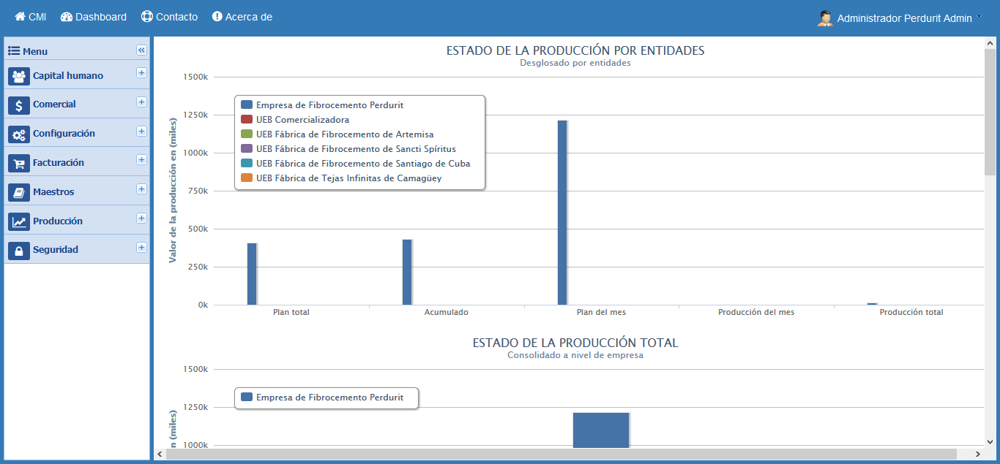 CMI Dashboard Contacto Acerca de Administrador Perdurit Admin
Menu
Capital humano
Comercial
Configuración
Facturación
Maestros
Producción
Seguridad
ESTADO DE LA PRODUCCIÓN POR ENTIDADES
Desglosado por entidades
Valor de la producción en (miles)
1500k
1250k
1000k
750k
500k
250k
0k
Empresa de Fibrocemento Perdurit
UEB Comercializadora
UEB Fábrica de Fibrocemento de Artemisa
UEB Fábrica de Fibrocemento de Sancti Spíritus
UEB Fábrica de Fibrocemento de Santiago de Cuba
UEB Fábrica de Tejas Infinitas de Camagüey
Plan total Acumulado Plan del mes Producción del mes Producción total
ESTADO DE LA PRODUCCIÓN TOTAL
Consolidado a nivel de empresa
n (miles)
1500k
1250k
1000k
Empresa de Fibrocemento Perdurit